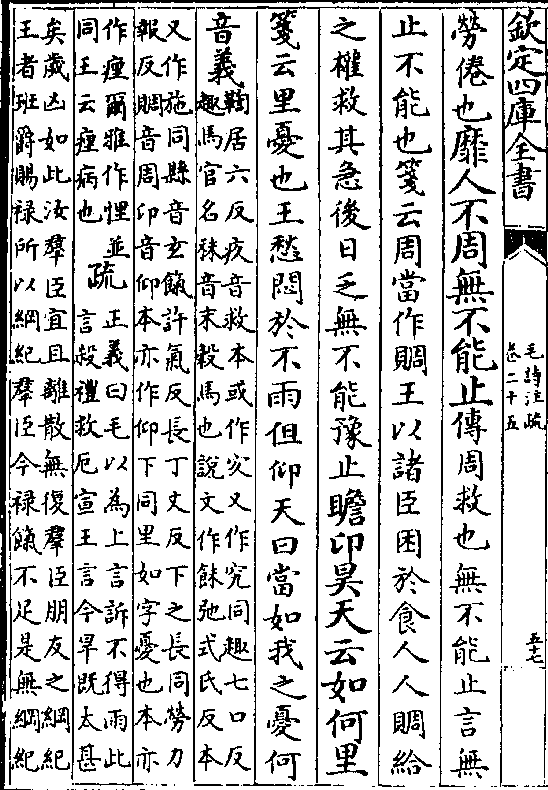 欽定四庫全書
毛詩注疏
卷二十五
五十七
勞倦也靡人不周無不能止傳周救也無不能止言無
止不能也箋云周當作賙王以諸臣困於食人人賙給
之權救其急後日乏無不能豫止瞻卬昊天云如何里
箋云里憂也王愁悶於不雨但仰天曰當如我之憂何
音義
鞫居六反疚音救本或作㝌又作究同趣七口反
趣馬官名秣音末穀馬也說文作䬴弛式氏反本
又作施同縣音玄餼許氣反長丁丈反下之長同勞力
報反賙音周卬音仰本亦作仰下同里如字憂也本亦
作㾖爾雅作悝並
同王云㾖病也
疏
正義曰毛以為上言訴不得雨此
言殺禮救厄宣王言今旱既太甚
矣歲凶如此汝羣臣宜且離散無復羣臣朋友之綱紀
王者班爵賜禄所以綱紀羣臣今禄餼不足是無綱紀